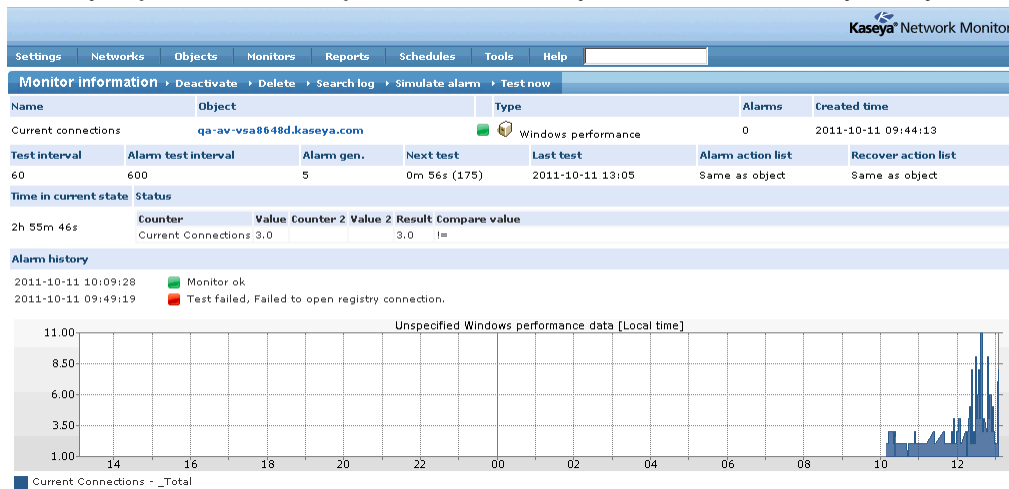 Kaseya® Network Monitor
Settings Networks Objects Monitors Reports Schedules Tools Help
Monitor information Deactivate Delete Search log Simulate alarm Test now
Name Object Type Alarms Created time
Current connections qa-av-vsa8648d.kaseya.com Windows performance 0 2011-10-11 09:44:13
Test interval Alarm test interval Alarm gen. Next test Last test Alarm action list Recover action list
60 600 5 0m 56s (175) 2011-10-11 13:05 Same as object Same as object
Time in current state Status
Counter Value Counter 2 Value 2 Result Compare value
2h 55m 46s
Current Connections 3.0 3.0 !=
Alarm history
2011-10-11 10:09:28 Monitor ok
2011-10-11 09:49:19 Test failed, Failed to open registry connection.
Unspecified Windows performance data [Local time]
11.00
8.50
6.00
3.50
1.00
14 16 18 20 22 00 02 04 06 08 10 12
Current Connections - _Total